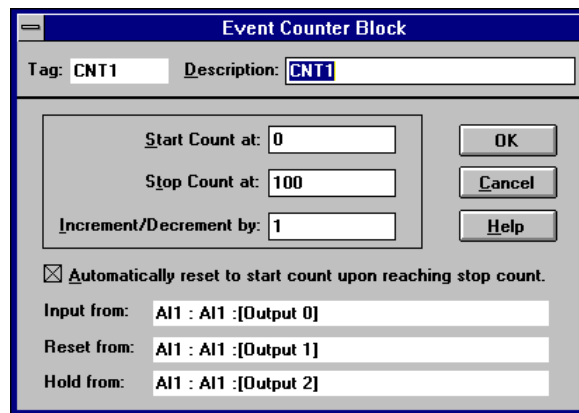 Event Counter Block
Tag: CNT1 Description: CNT1
Start Count at: 0 OK
Stop Count at: 100 Cancel
Increment/Decrement by: 1 Help
Automatically reset to start count upon reaching stop count.
Input from: AI1 : AI1 :[Output 0]
Reset from: AI1 : AI1 :[Output 1]
Hold from: AI1 : AI1 :[Output 2]